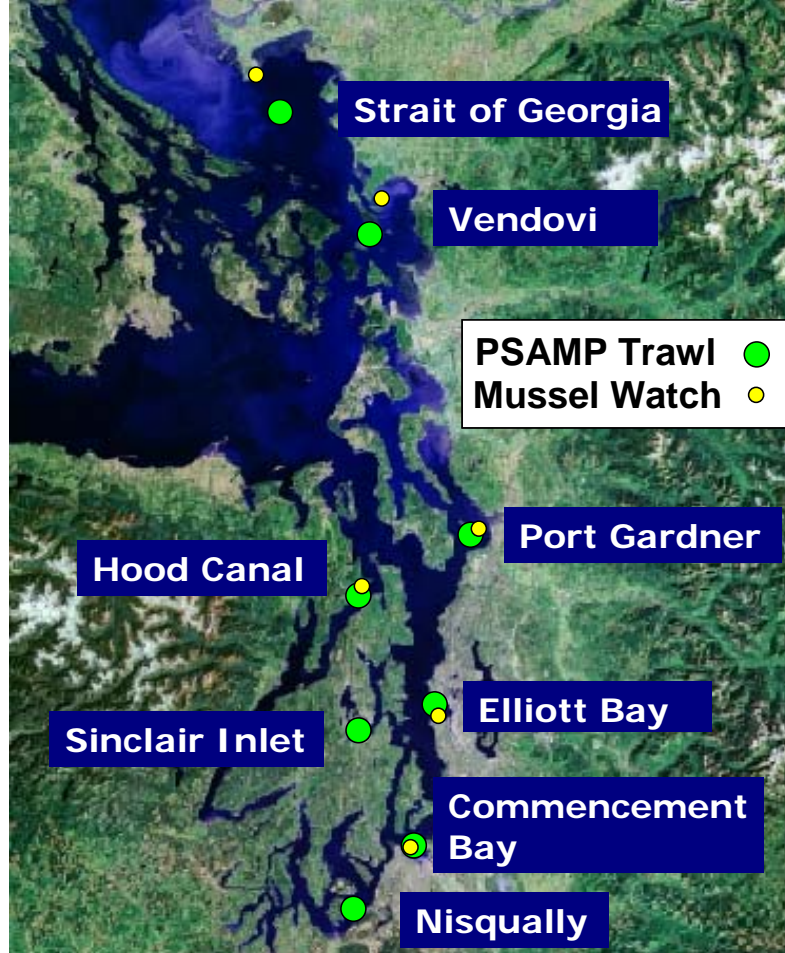 Strait of Georgia
Vendovi
PSAMP Trawl
Mussel Watch
Port Gardner
Hood Canal
Elliott Bay
Sinclair Inlet
Commencement
Bay
Nisqually